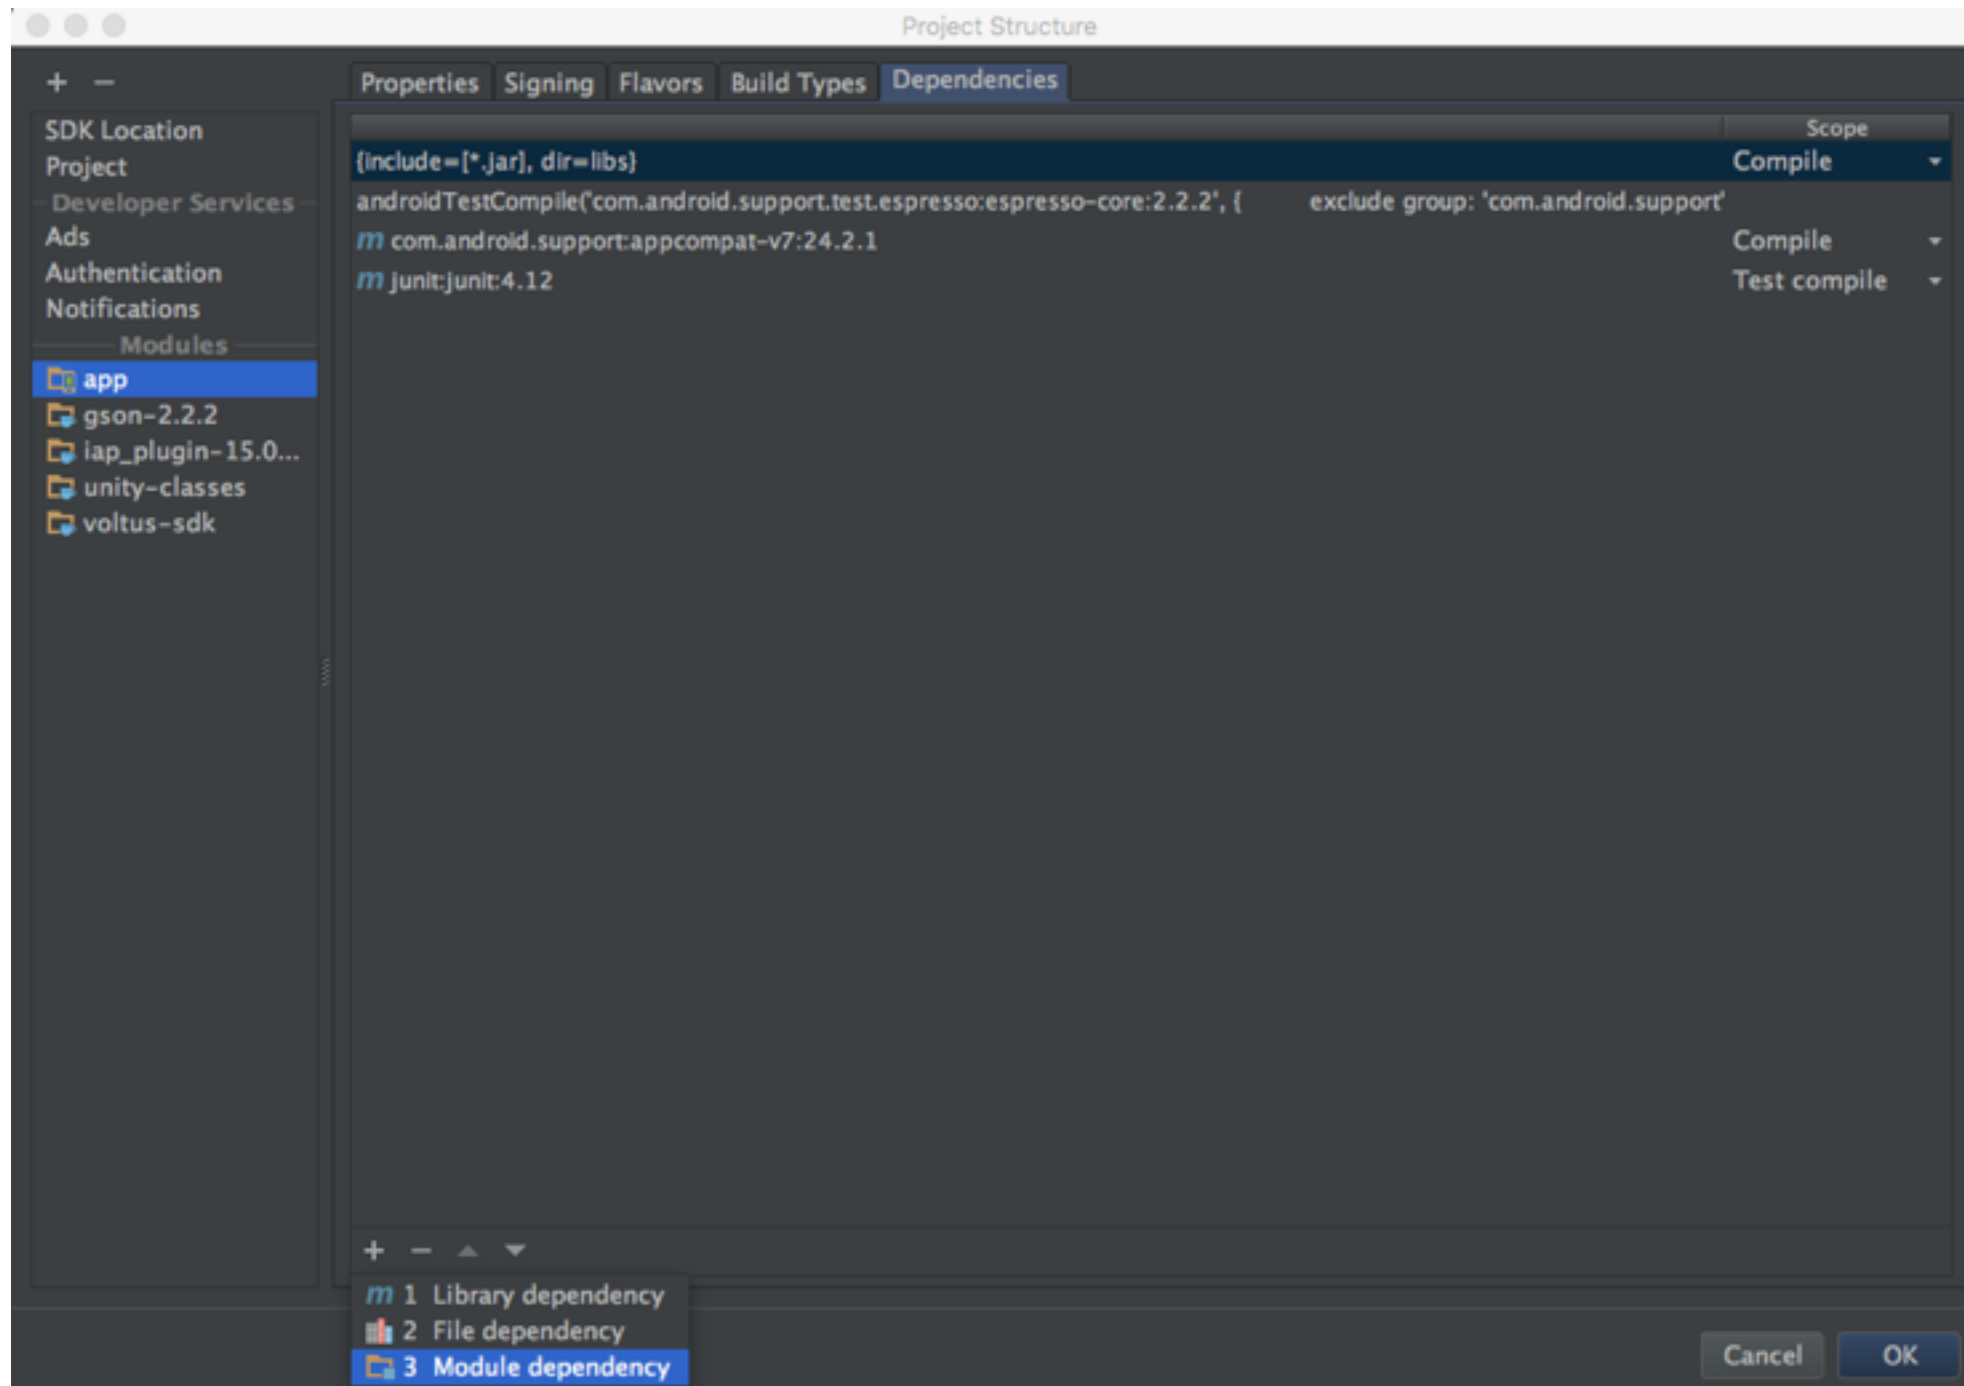 Project Structure
+ −
Properties Signing Flavors Build Types Dependencies
SDK Location
Project
Developer Services
Ads
Authentication
Notifications
Modules
app
gson-2.2.2
iap_plugin-15.0...
unity-classes
voltus-sdk
Scope
{include=[*.jar], dir=libs} Compile
androidTestCompile('com.android.support.test.espresso:espresso-core:2.2.2', { exclude group: 'com.android.support'
m com.android.support:appcompat-v7:24.2.1 Compile
m junit:junit:4.12 Test compile
+ −
m 1 Library dependency
2 File dependency
3 Module dependency
Cancel OK